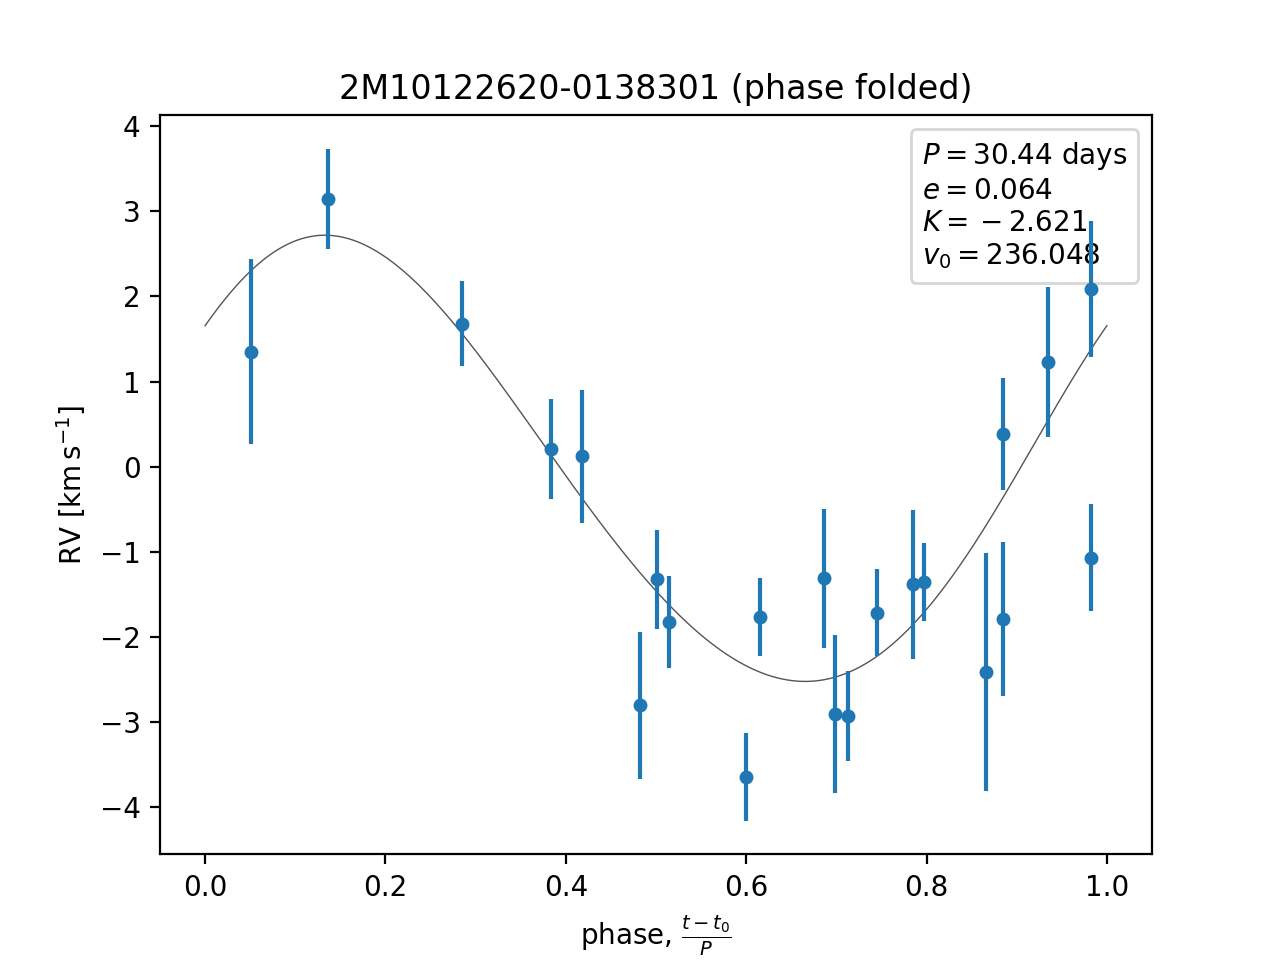 2M10122620-0138301 (phase folded)
P = 30.44 days
e = 0.064
K = −2.621
v₀ = 236.048
RV [km s⁻¹]
4
3
2
1
0
−1
−2
−3
−4
0.0 0.2 0.4 0.6 0.8 1.0
phase, (t − t₀)/P